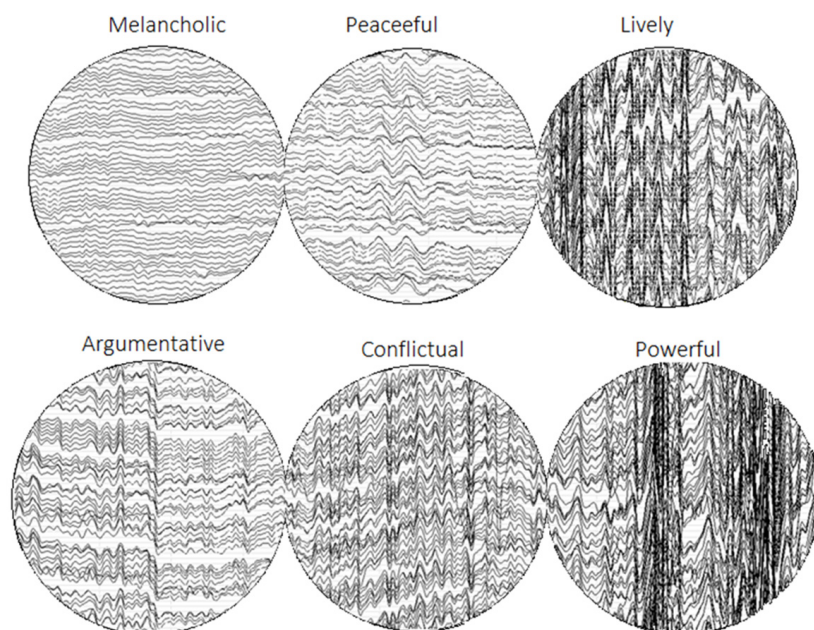 Melancholic
Peaceeful
Lively
Argumentative
Conflictual
Powerful